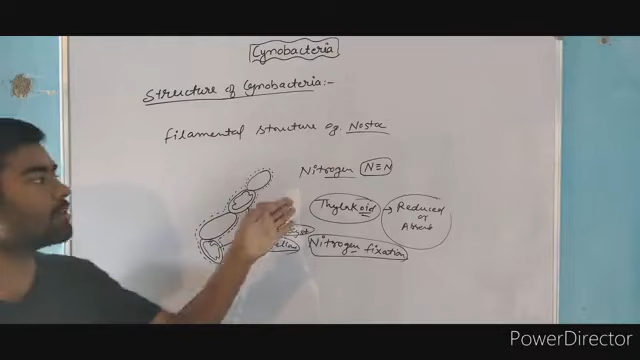 Cynobacteria
Structure of Cynobacteria:-
Filamental structure of Nostoc
Nitrogen N≡N
Thylakoid → Reduced
or
Absent
Nitrogen fixation
PowerDirector